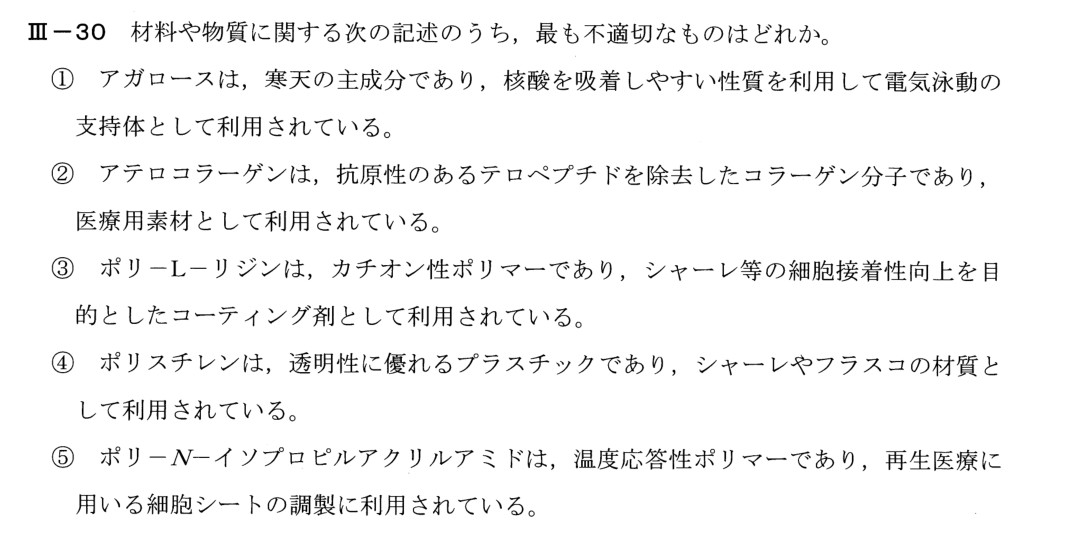 Ⅲ－30　材料や物質に関する次の記述のうち，最も不適切なものはどれか。
①　アガロースは，寒天の主成分であり，核酸を吸着しやすい性質を利用して電気泳動の
支持体として利用されている。
②　アテロコラーゲンは，抗原性のあるテロペプチドを除去したコラーゲン分子であり，
医療用素材として利用されている。
③　ポリ－L－リジンは，カチオン性ポリマーであり，シャーレ等の細胞接着性向上を目
的としたコーティング剤として利用されている。
④　ポリスチレンは，透明性に優れるプラスチックであり，シャーレやフラスコの材質と
して利用されている。
⑤　ポリ－N－イソプロピルアクリルアミドは，温度応答性ポリマーであり，再生医療に
用いる細胞シートの調製に利用されている。